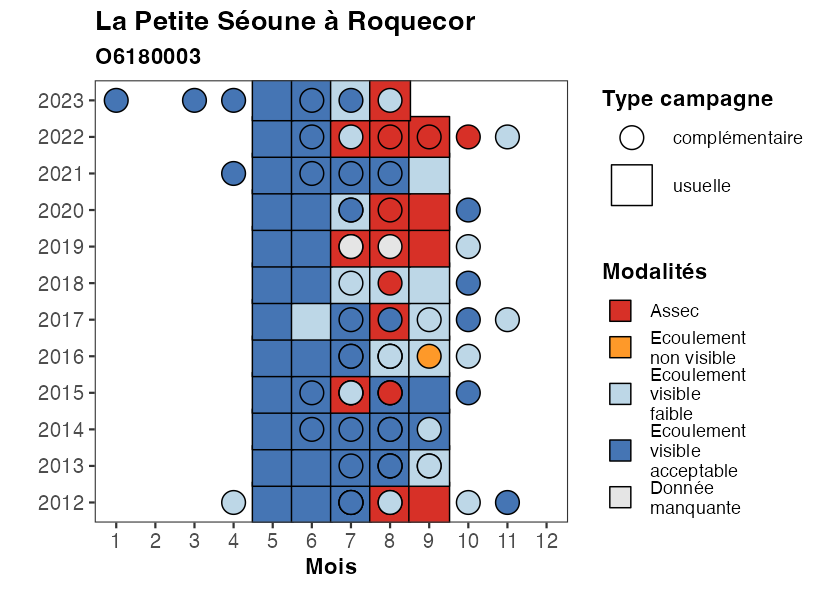 La Petite Séoune à Roquecor
O6180003
2023
2022
2021
2020
2019
2018
2017
2016
2015
2014
2013
2012
1 2 3 4 5 6 7 8 9 10 11 12
Mois
Type campagne
complémentaire
usuelle
Modalités
Assec
Ecoulement
non visible
Ecoulement
visible
faible
Ecoulement
visible
acceptable
Donnée
manquante